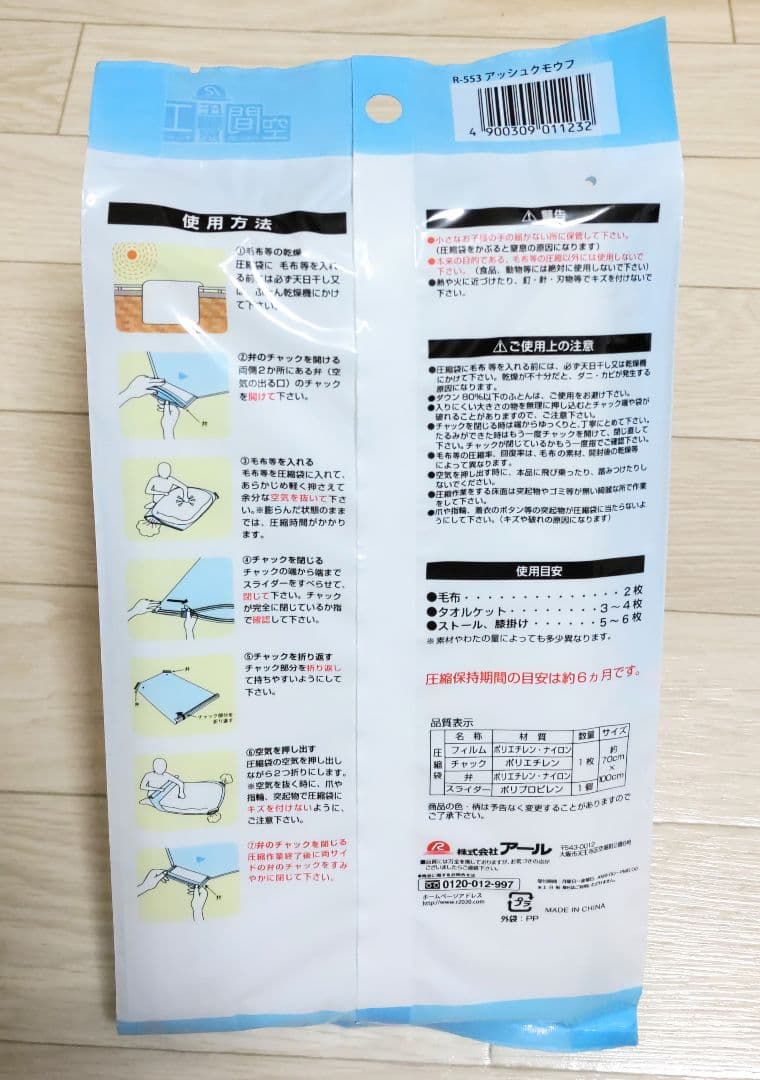 R-553 アッシュクモウフ
4 900309 011232
使用方法
①毛布等の乾燥
圧縮袋に 毛布等を入れ
る前には必ず天日干し又
は、ふとん乾燥機にかけ
て下さい。
②弁のチャックを開ける
両側2か所にある弁(空
気の出る口)のチャック
を開けて下さい。
弁
③毛布等を入れる
毛布等を圧縮袋に入れて、
あらかじめ軽く押さえて
余分な空気を抜いて下さ
い。※膨らんだ状態のまま
では、圧縮時間がかかり
ます。
④チャックを閉じる
チャックの端から端まで
スライダーをすべらせて、
閉じて下さい。チャック
が完全に閉じているか指
で確認して下さい。
⑤チャックを折り返す
チャック部分を折り返し
て持ちやすいようにして
下さい。
弁
チャック部分を
折り返す
⑥空気を押し出す
圧縮袋の空気を押し出し
ながら2つ折りにします。
※空気を抜く時に、爪や
指輪、突起物で圧縮袋に
キズを付けないように、
ご注意下さい。
⑦弁のチャックを閉じる
圧縮作業終了後に両サイ
ドの弁のチャックをすみ
やかに閉じて下さい。
弁
⚠警告
●小さなお子様の手の届かない所に保管して下さい。
(圧縮袋をかぶると窒息の原因になります)
●本来の目的である、毛布等の圧縮以外には使用しないで
下さい。(食品、動物等には絶対に使用しないで下さい)
●熱や火に近づけたり、釘・針・刃物等でキズを付けないで
下さい。
⚠ご使用上の注意
●圧縮袋に毛布 等を入れる前には、必ず天日干し又は乾燥機
にかけて下さい。乾燥が不十分だと、ダニ・カビが発生する
原因になります。
●ダウン80%以下のふとんは、ご使用をお避け下さい。
●入りにくい大きさの物を無理に押し込むとチャック端や袋が
破れることがありますので、ご注意下さい。
●チャックを閉じる時は端からゆっくりと、丁寧にとめて下さい。
たるみができた時はもう一度チャックを開けて、閉じ直して
下さい。チャックが閉じているかもう一度指でご確認下さい。
●毛布等の圧縮率、回復率は、毛布の素材、開封後の乾燥等
によって異なります。
●空気を押し出す時に、本品に飛び乗ったり、踏みつけたりし
ないでください。
●圧縮作業をする床面は突起物やゴミ等が無い綺麗な所で作業
をして下さい。
●爪や指輪、着衣のボタン等の突起物が圧縮袋に当たらないよ
うにして下さい。(キズや破れの原因になります)
使用目安
●毛布・・・・・・・・・・・・・・・2枚
●タオルケット・・・・・・・・3〜4枚
●ストール、膝掛け・・・・・・5〜6枚
※素材やわたの量によっても多少異なります。
圧縮保持期間の目安は約6ヵ月です。
品質表示
名 称 材 質 数量 サイズ
圧縮袋
フィルム ポリエチレン・ナイロン
チャック ポリエチレン 1枚
弁 ポリエチレン・ナイロン
スライダー ポリプロピレン 1個
約70cm×100cm
商品の色・柄は予告なく変更することがありますので
ご了承下さい。
株式会社アール
〒543-0012
0120-012-997
ホームページアドレス
http://www.r2020.com
プラ
外袋:PP
MADE IN CHINA